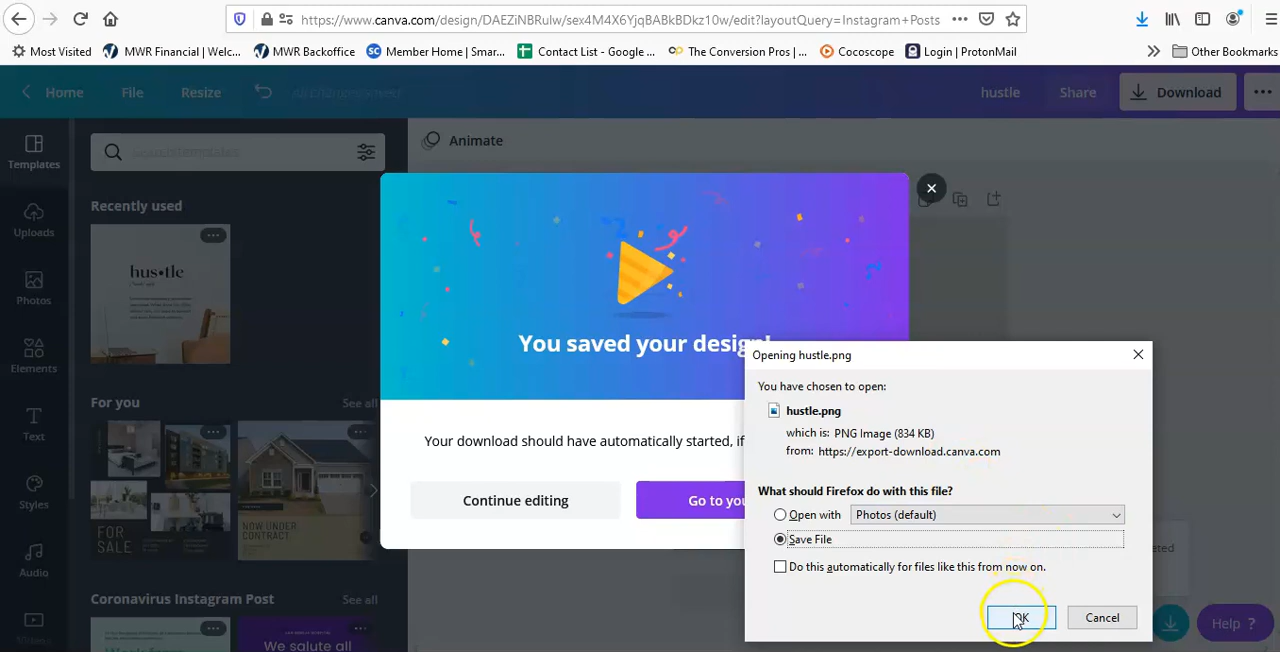 https://www.canva.com/design/DAEZiNBRulw/sex4M4X6YjqBABkBDkz10w/edit?layoutQuery=Instagram+Posts
Most Visited MWR Financial | Welc... MWR Backoffice Member Home | Smar... Contact List - Google ... The Conversion Pros | ... Cocoscope Login | ProtonMail Other Bookmarks
Home File Resize hustle Share Download
Templates
Animate
Recently used
Uploads
hus•tle
Photos
You saved your design!
Opening hustle.png
You have chosen to open:
Elements
hustle.png
For you See all
which is: PNG Image (834 KB)
Your download should have automatically started, if
from: https://export-download.canva.com
Text
What should Firefox do with this file?
Styles
Continue editing
Go to you
Open with Photos (default)
FOR
SALE
NOW UNDER
CONTRACT
Save File
Audio
Do this automatically for files like this from now on.
Coronavirus Instagram Post See all
OK Cancel
Help ?
Videos
We salute all